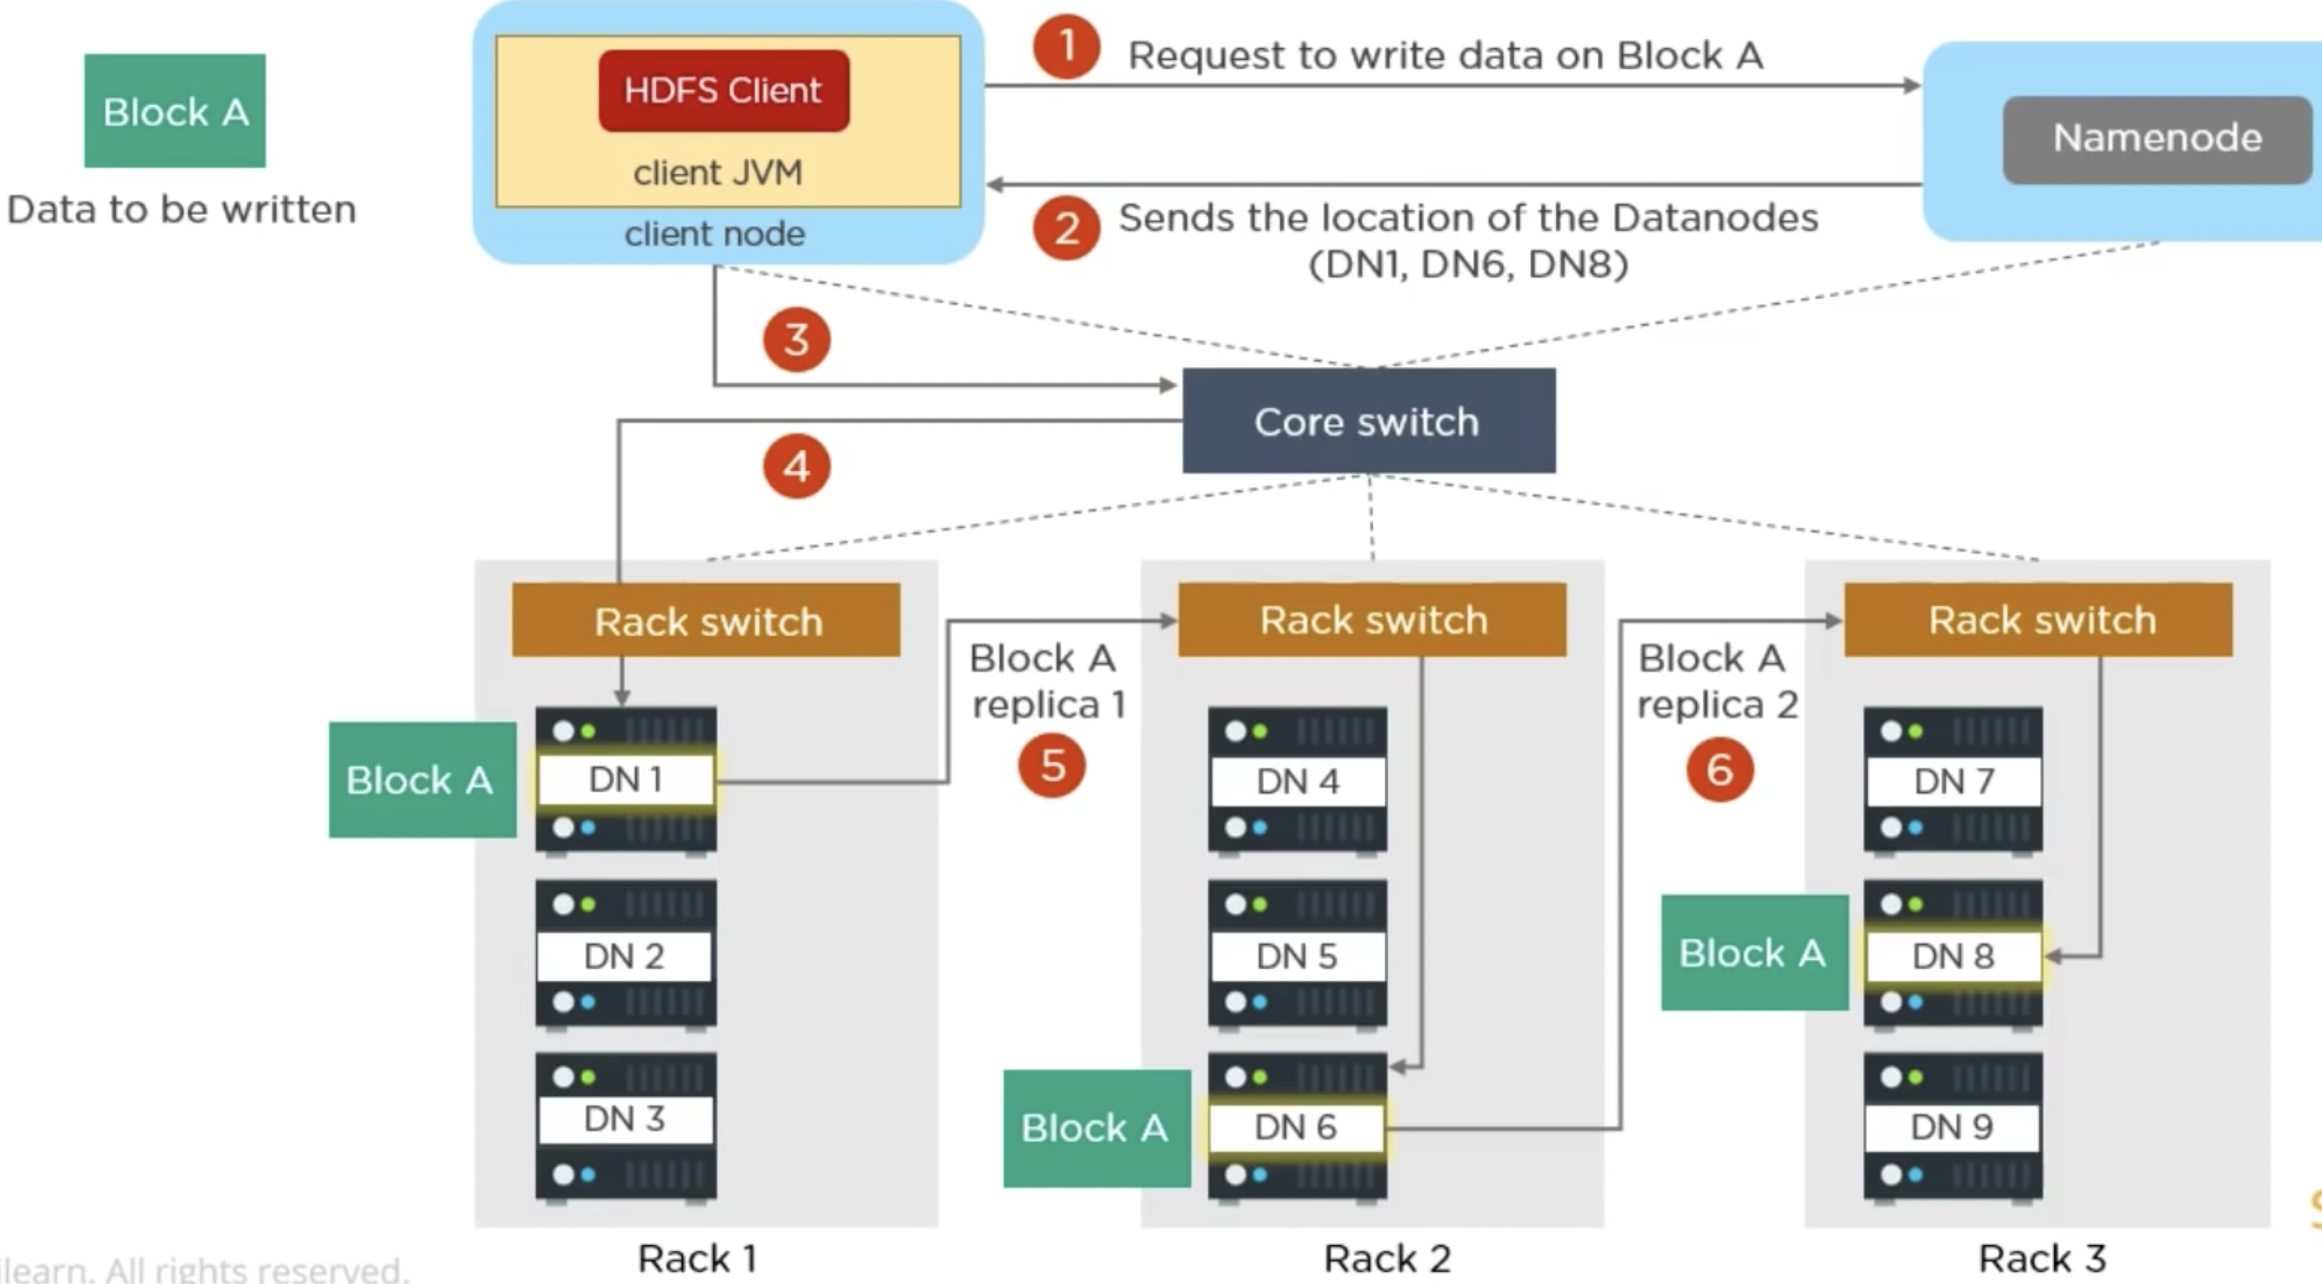 Block A
Data to be written
HDFS Client
client JVM
client node
1
Request to write data on Block A
Namenode
2
Sends the location of the Datanodes
(DN1, DN6, DN8)
3
Core switch
4
Rack switch
Rack switch
Rack switch
Block A
replica 1
5
Block A
replica 2
6
Block A
DN 1
DN 2
DN 3
Rack 1
DN 4
DN 5
Block A
DN 6
Rack 2
DN 7
Block A
DN 8
DN 9
Rack 3
ilearn. All rights reserved.